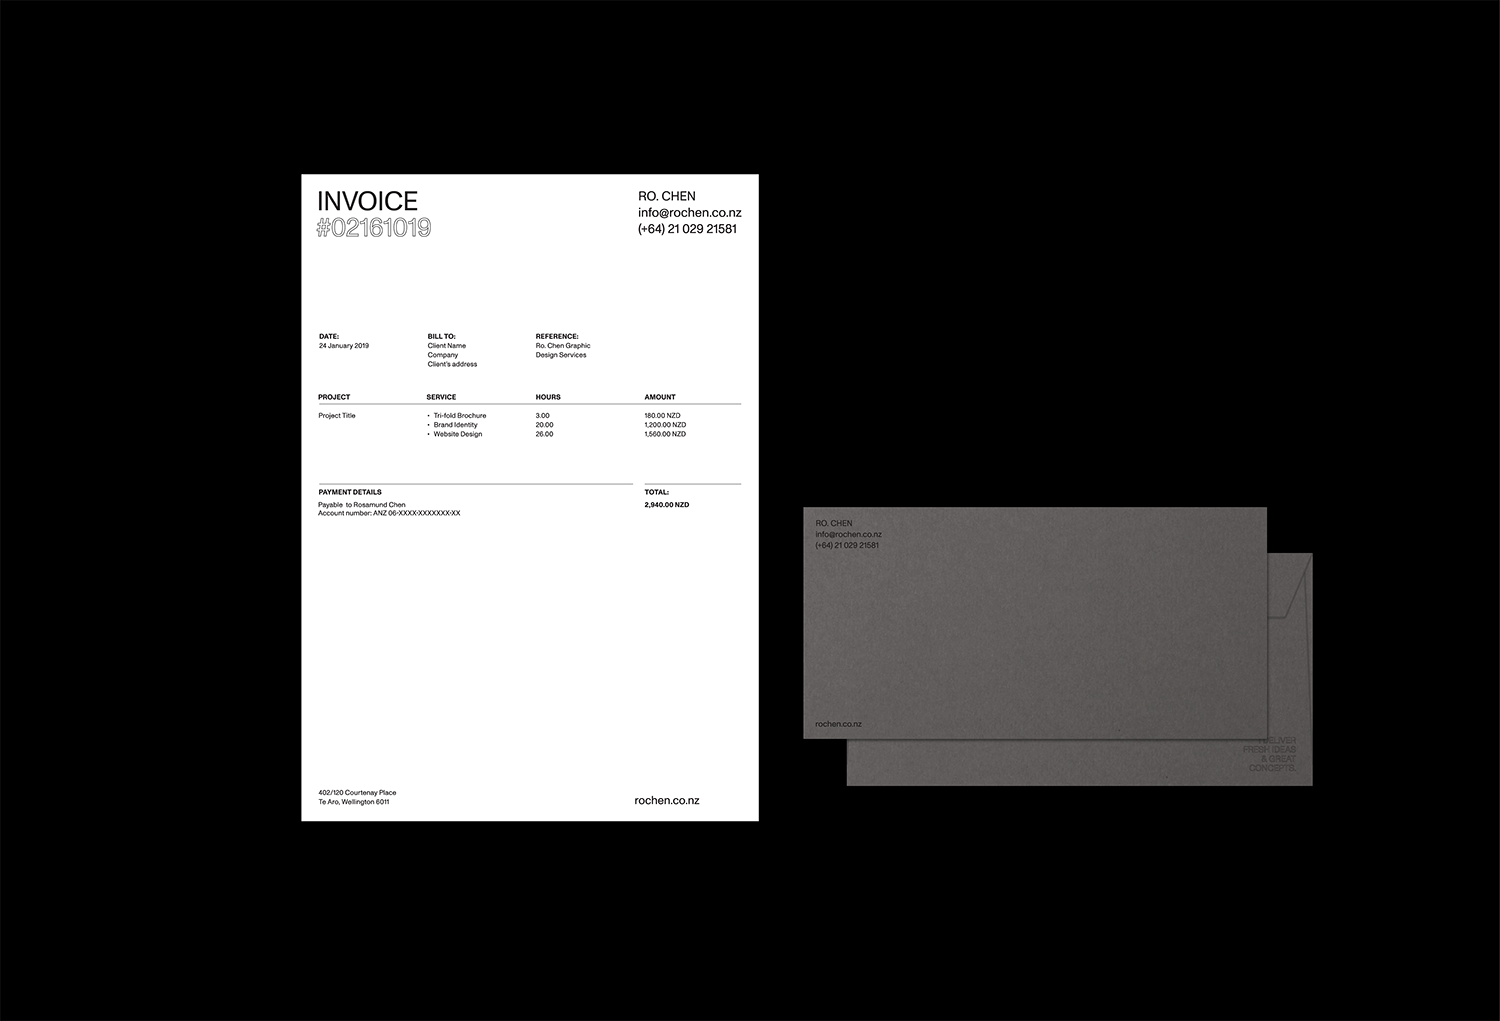 INVOICE
#02161019
RO. CHEN
info@rochen.co.nz
(+64) 21 029 21581
DATE:
24 January 2019
BILL TO:
Client Name
Company
Client's address
REFERENCE:
Ro. Chen Graphic
Design Services
PROJECT SERVICE HOURS AMOUNT
Project Title • Tri-fold Brochure 3.00 180.00 NZD
• Brand Identity 20.00 1,200.00 NZD
• Website Design 26.00 1,560.00 NZD
PAYMENT DETAILS
Payable to Rosamund Chen
Account number: ANZ 06-XXXX-XXXXXXX-XX
TOTAL:
2,940.00 NZD
402/120 Courtenay Place
Te Aro, Wellington 6011
rochen.co.nz
RO. CHEN
info@rochen.co.nz
(+64) 21 029 21581
rochen.co.nz
DELIVER
FRESH IDEAS
& GREAT
CONCEPTS.